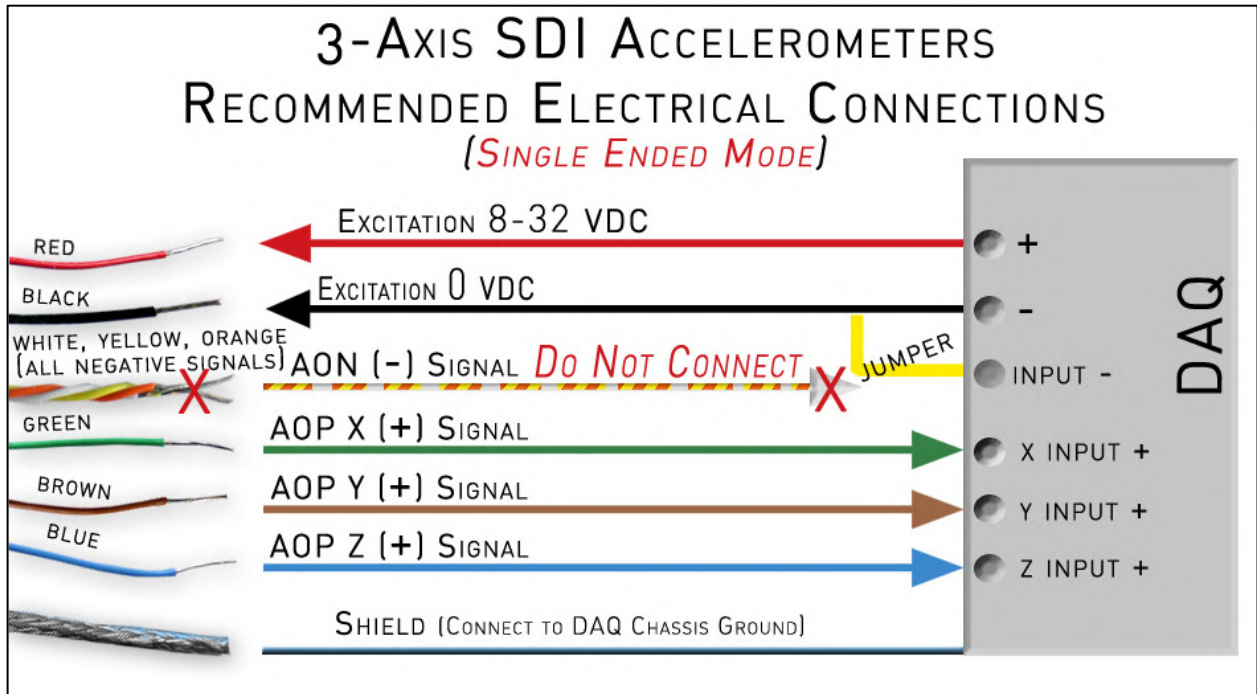 3-Axis SDI Accelerometers
Recommended Electrical Connections
(Single Ended Mode)
RED
Excitation 8-32 VDC
+
BLACK
Excitation 0 VDC
-
WHITE, YELLOW, ORANGE
(ALL NEGATIVE SIGNALS)
X
AON (-) Signal Do Not Connect
X
JUMPER
INPUT -
GREEN
AOP X (+) Signal
X INPUT +
BROWN
AOP Y (+) Signal
Y INPUT +
BLUE
AOP Z (+) Signal
Z INPUT +
Shield (Connect to DAQ Chassis Ground)
DAQ